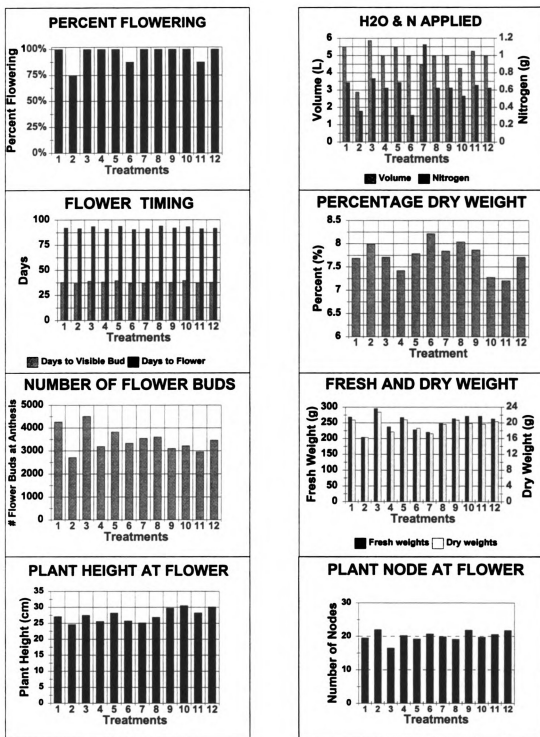 PERCENT FLOWERING
Percent Flowering
100%
75%
50%
25%
0%
1 2 3 4 5 6 7 8 9 10 11 12
Treatments
H2O & N APPLIED
Volume (L)
6
5
4
3
2
1
0
1.2
1
0.8
0.6
0.4
0.2
0
Nitrogen (g)
1 2 3 4 5 6 7 8 9 10 11 12
Treatments
Volume Nitrogen
FLOWER TIMING
Days
100
75
50
25
0
1 2 3 4 5 6 7 8 9 10 11 12
Treatments
Days to Visible Bud Days to Flower
PERCENTAGE DRY WEIGHT
Percent (%)
8.5
8
7.5
7
6.5
6
1 2 3 4 5 6 7 8 9 10 11 12
Treatment
NUMBER OF FLOWER BUDS
# Flower Buds at Anthesis
5000
4000
3000
2000
1000
0
1 2 3 4 5 6 7 8 9 10 11 12
Treatments
FRESH AND DRY WEIGHT
Fresh Weight (g)
300
250
200
150
100
50
0
24
20
16
12
8
4
0
Dry Weight (g)
1 2 3 4 5 6 7 8 9 10 11 12
Treatments
Fresh weights Dry weights
PLANT HEIGHT AT FLOWER
Plant Height (cm)
35
30
25
20
15
10
5
0
1 2 3 4 5 6 7 8 9 10 11 12
Treatments
PLANT NODE AT FLOWER
Number of Nodes
30
20
10
0
1 2 3 4 5 6 7 8 9 10 11 12
Treatments